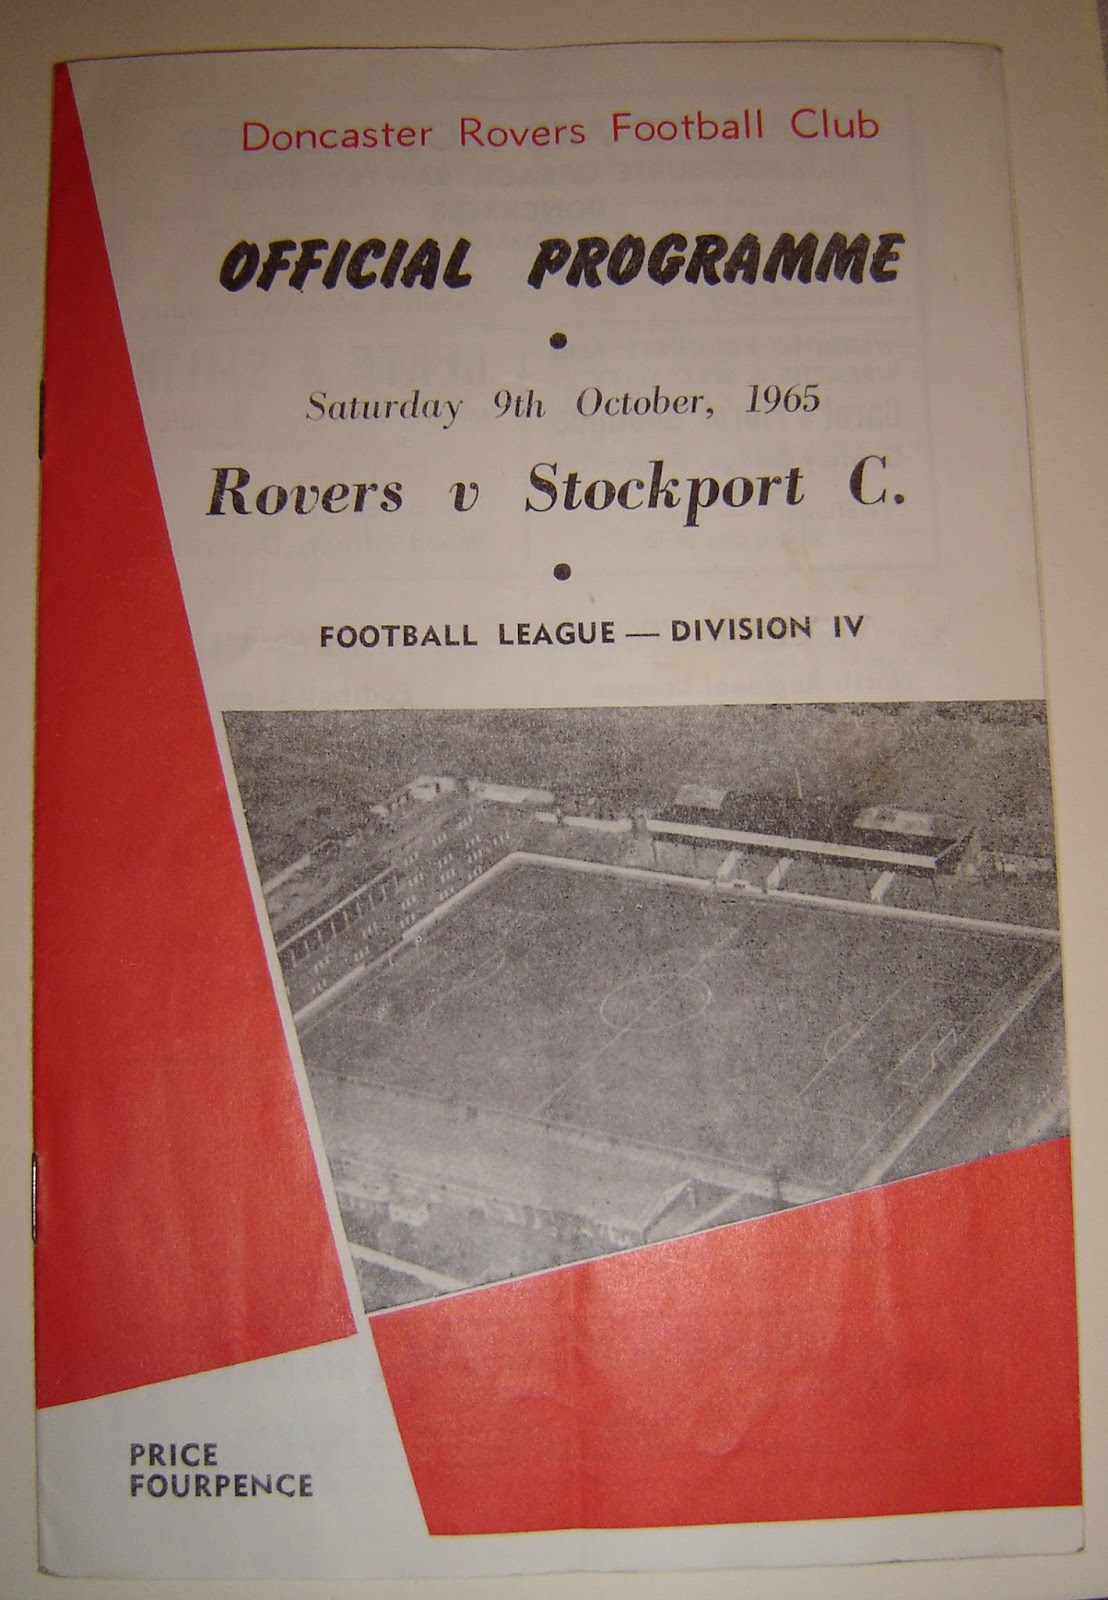 Doncaster Rovers Football Club
OFFICIAL PROGRAMME
Saturday 9th October, 1965
Rovers v Stockport C.
FOOTBALL LEAGUE — DIVISION IV
PRICE
FOURPENCE